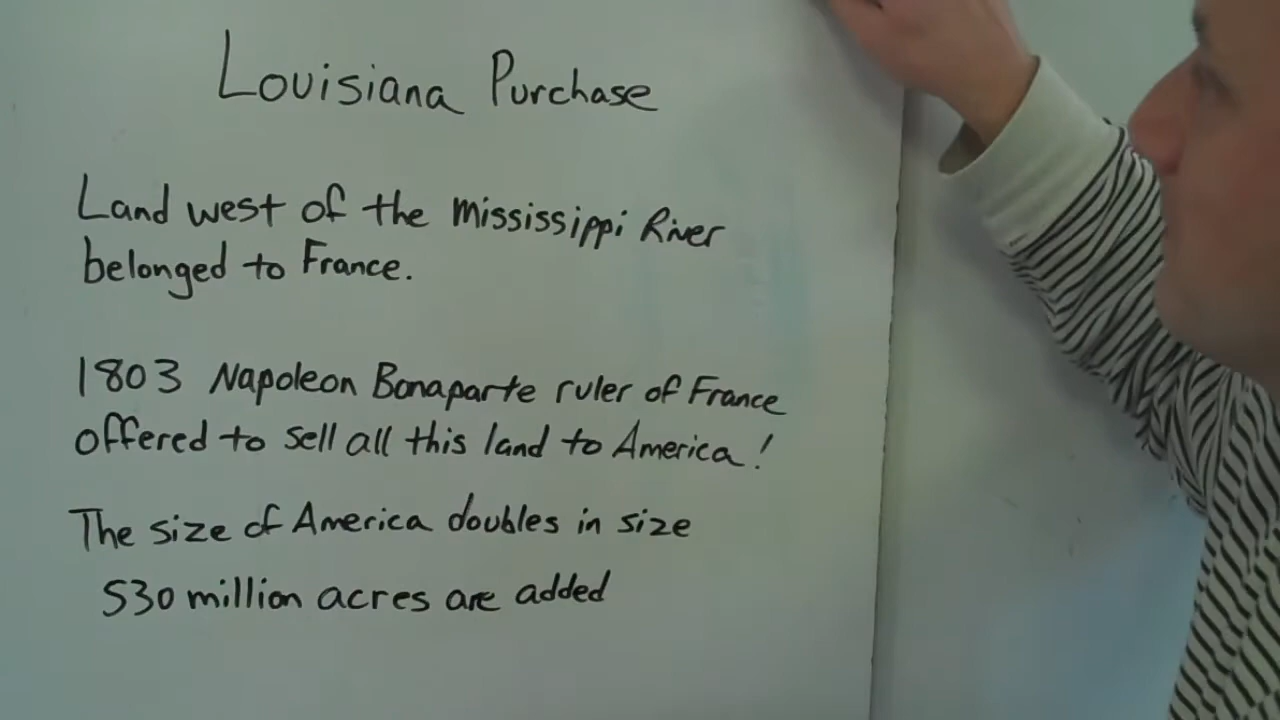 Louisiana Purchase
Land west of the Mississippi River
belonged to France.
1803 Napoleon Bonaparte ruler of France
offered to sell all this land to America!
The size of America doubles in size
530 million acres are added